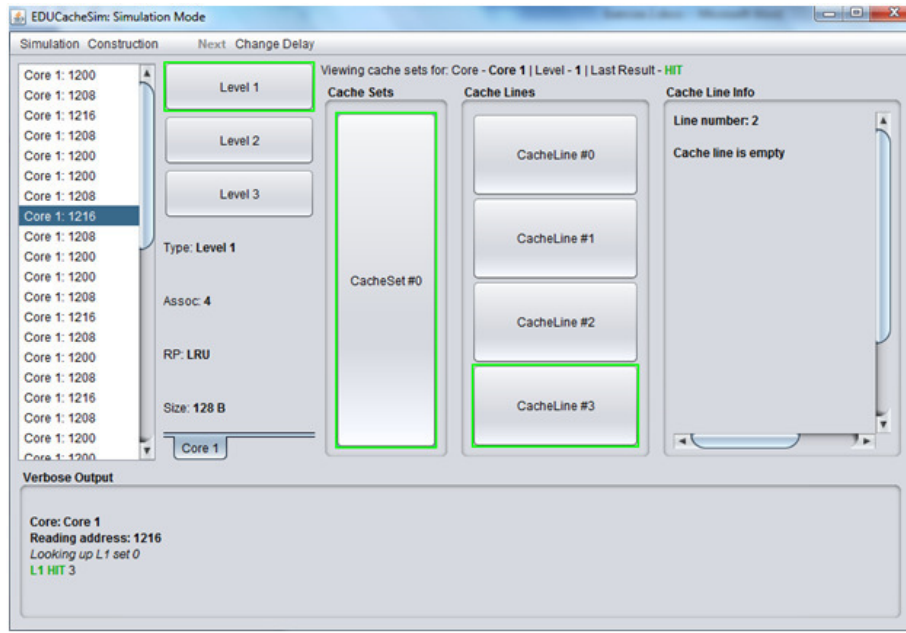 EDUCacheSim: Simulation Mode
Simulation Construction Next Change Delay
Core 1: 1200
Core 1: 1208
Core 1: 1216
Core 1: 1208
Core 1: 1200
Core 1: 1200
Core 1: 1208
Core 1: 1216
Core 1: 1208
Core 1: 1200
Core 1: 1200
Core 1: 1208
Core 1: 1216
Core 1: 1208
Core 1: 1200
Core 1: 1208
Core 1: 1216
Core 1: 1208
Core 1: 1200
Core 1: 1200
Level 1
Level 2
Level 3
Type: Level 1
Assoc: 4
RP: LRU
Size: 128 B
Core 1
Viewing cache sets for: Core - Core 1 | Level - 1 | Last Result - HIT
Cache Sets
CacheSet #0
Cache Lines
CacheLine #0
CacheLine #1
CacheLine #2
CacheLine #3
Cache Line Info
Line number: 2
Cache line is empty
Verbose Output
Core: Core 1
Reading address: 1216
Looking up L1 set 0
L1 HIT 3